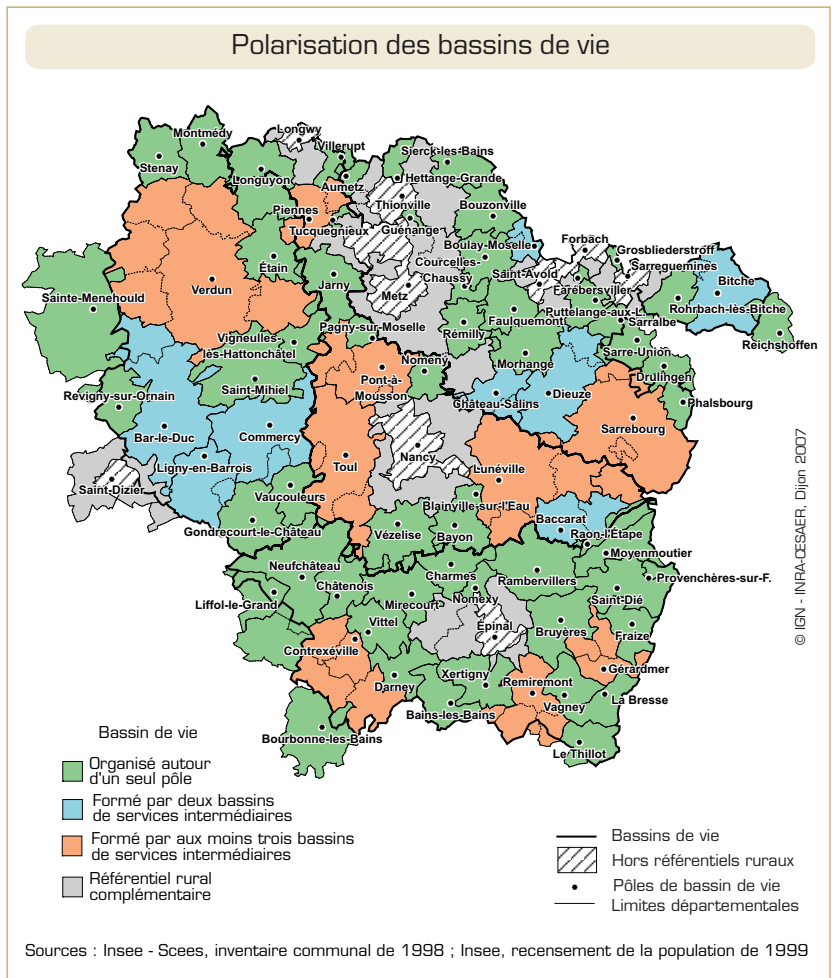 Polarisation des bassins de vie
Longwy
Montmédy
Villerupt
Sierck-les-Bains
Stenay
Longuyon
Aumetz
Hettange-Grande
Thionville
Piennes
Bouzonville
Tucquegnieux
Guénange
Forbach
Boulay-Moselle
Grosbliederstroff
Étain
Courcelles-
Chaussy
Saint-Avold
Sarreguemines
Jarny
Metz
Farébersviller
Bitche
Verdun
Sainte-Menehould
Puttelange-aux-L.
Rohrbach-lès-Bitche
Faulquemont
Sarralbe
Pagny-sur-Moselle
Rémilly
Vigneulles-
lès-Hattonchâtel
Sarre-Union
Reichshoffen
Morhange
Nomeny
Drulingen
Pont-à-
Mousson
Saint-Mihiel
Revigny-sur-Ornain
Château-Salins
Dieuze
Phalsbourg
Sarrebourg
Bar-le-Duc
Commercy
Nancy
Toul
Ligny-en-Barrois
Lunéville
Saint-Dizier
Vaucouleurs
Blainville-sur-l'Eau
Baccarat
Gondrecourt-le-Château
Vézelise
Bayon
Raon-l'Étape
Moyenmoutier
Neufchâteau
Charmes
Rambervillers
Provenchères-sur-F.
Châtenois
Liffol-le-Grand
Mirecourt
Nomexy
Saint-Dié
Vittel
Épinal
Bruyères
Fraize
Contrexéville
Gérardmer
Xertigny
Darney
Remiremont
Vagney
La Bresse
Bains-les-Bains
Bourbonne-les-Bains
Le Thillot
© IGN - INRA-CESAER, Dijon 2007
Bassin de vie
Organisé autour
d'un seul pôle
Formé par deux bassins
de services intermédiaires
Formé par aux moins trois bassins
de services intermédiaires
Référentiel rural
complémentaire
Bassins de vie
Hors référentiels ruraux
Pôles de bassin de vie
Limites départementales
Sources : Insee - Scees, inventaire communal de 1998 ; Insee, recensement de la population de 1999